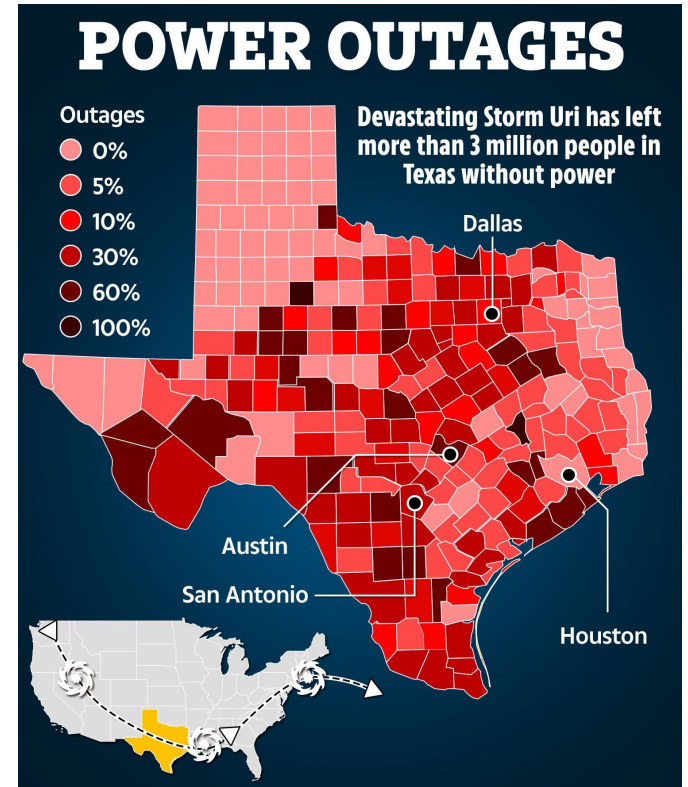 POWER OUTAGES
Outages
0%
5%
10%
30%
60%
100%
Devastating Storm Uri has left
more than 3 million people in
Texas without power
Dallas
Austin
San Antonio
Houston